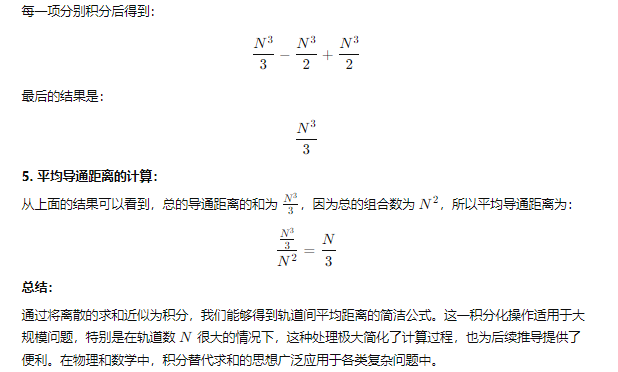 每一项分别积分后得到：
N³/3 − N³/2 + N³/2
最后的结果是：
N³/3
5. 平均导通距离的计算：
从上面的结果可以看到，总的导通距离的和为 N³/3，因为总的组合数为 N²，所以平均导通距离为：
(N³/3)/N² = N/3
总结：
通过将离散的求和近似为积分，我们能够得到轨道间平均距离的简洁公式。这一积分化操作适用于大
规模问题，特别是在轨道数 N 很大的情况下，这种处理极大简化了计算过程，也为后续推导提供了
便利。在物理和数学中，积分替代求和的思想广泛应用于各类复杂问题中。